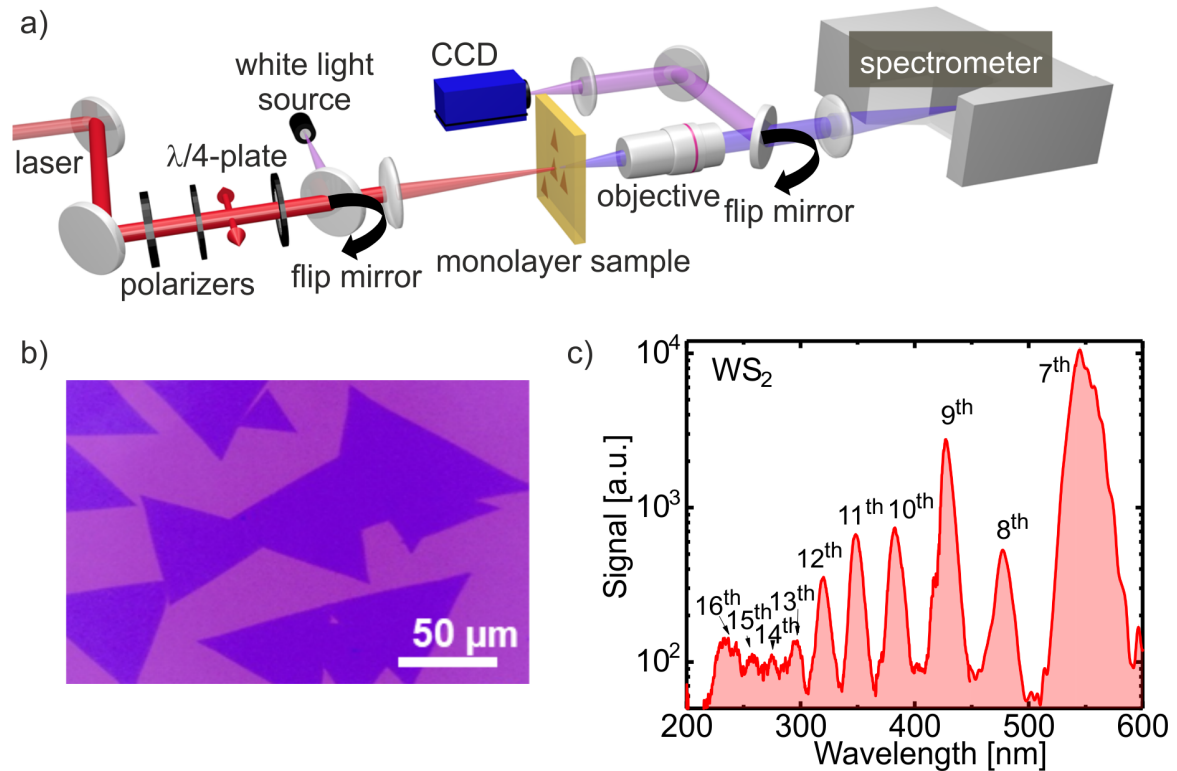 a)
white light
source
CCD
spectrometer
laser
λ/4-plate
objective
flip mirror
monolayer sample
flip mirror
polarizers
b)
50 µm
c)
WS₂
7ᵗʰ
8ᵗʰ
9ᵗʰ
10ᵗʰ
11ᵗʰ
12ᵗʰ
13ᵗʰ
14ᵗʰ
15ᵗʰ
16ᵗʰ
10⁴
10³
10²
Signal [a.u.]
200 300 400 500 600
Wavelength [nm]